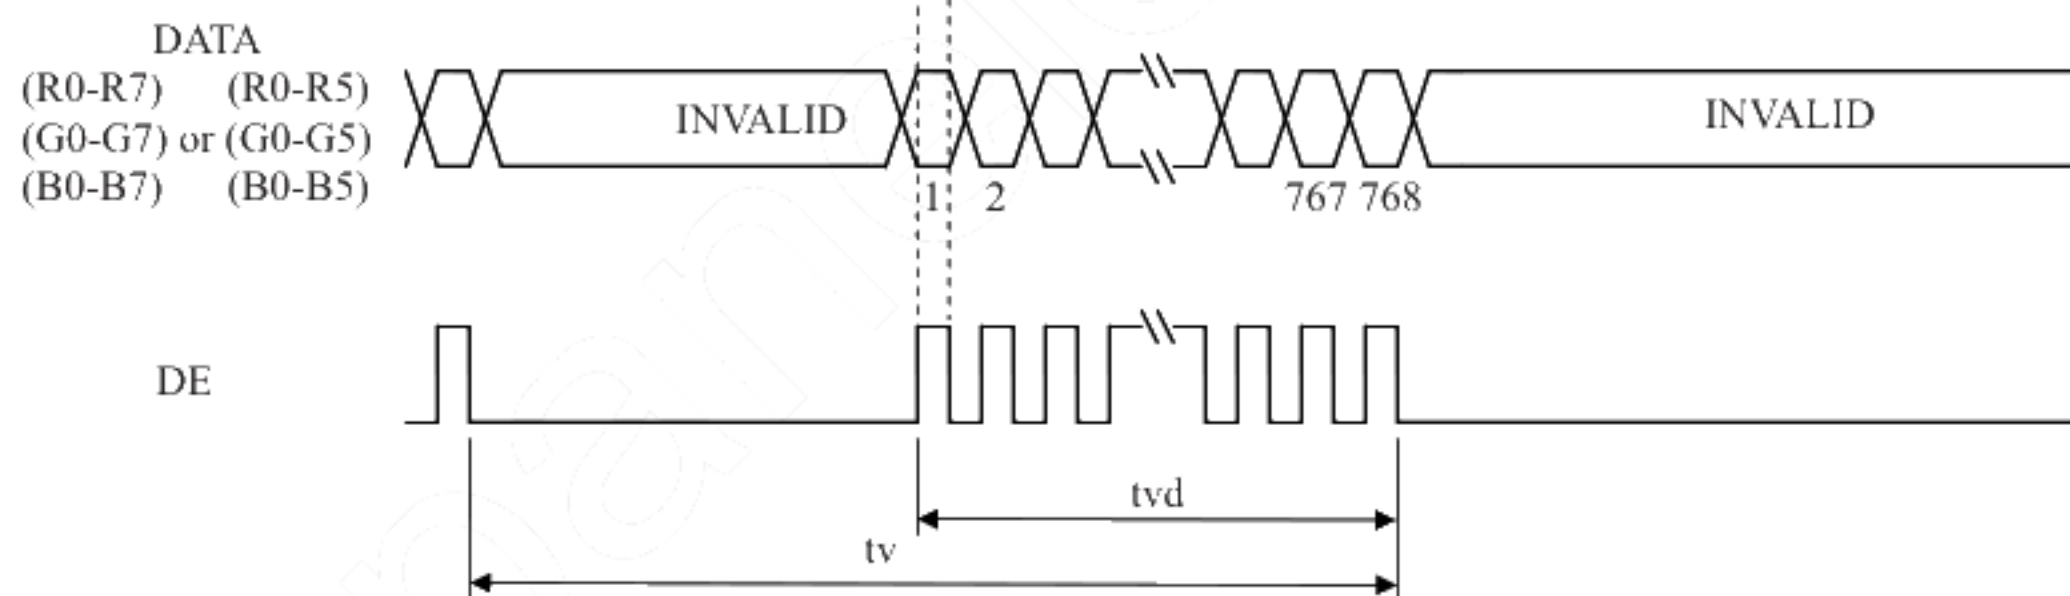 DATA
(R0-R7) (R0-R5)
(G0-G7) or (G0-G5)
(B0-B7) (B0-B5)
INVALID
INVALID
1 2 767 768
DE
tvd
tv